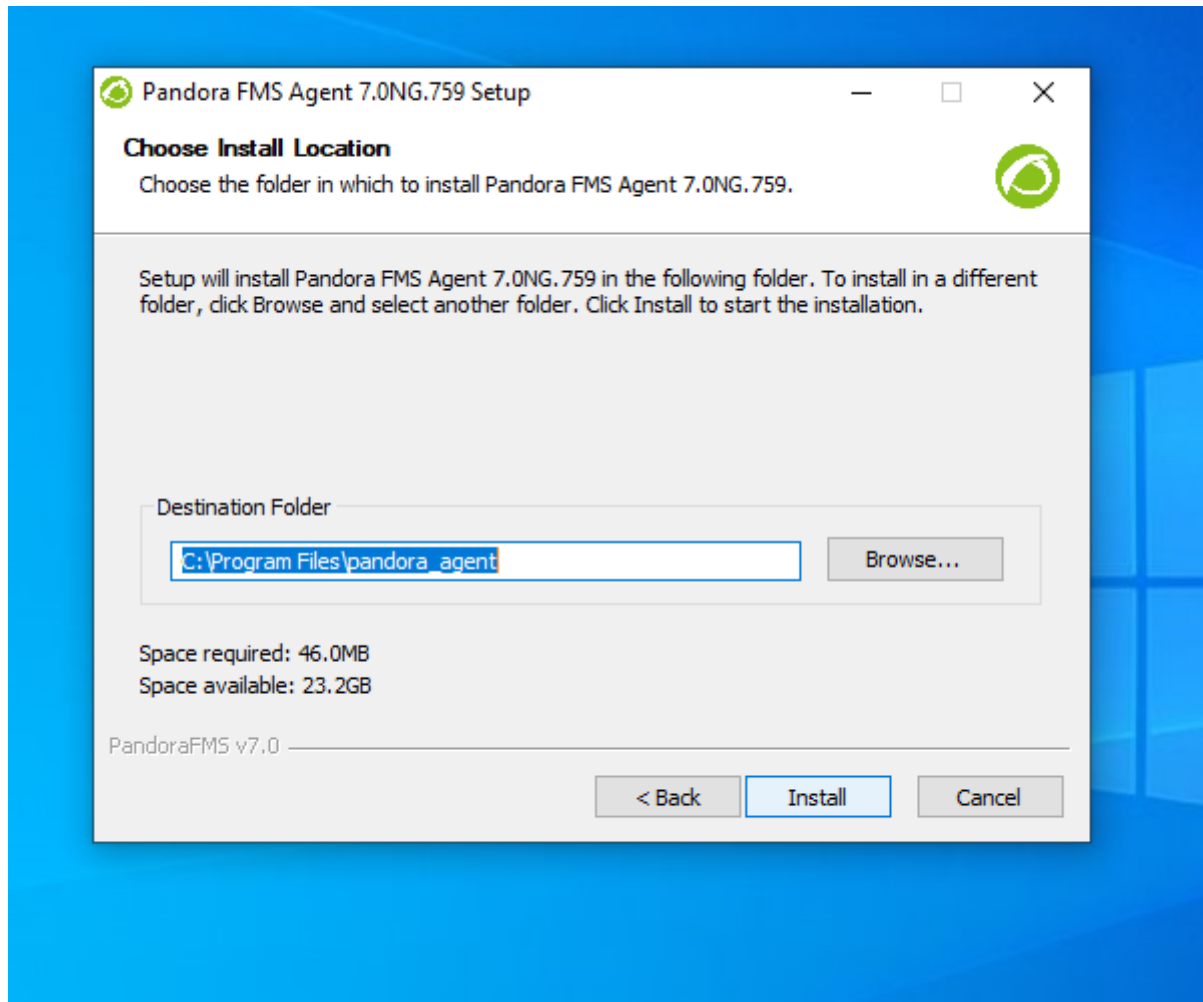 Pandora FMS Agent 7.0NG.759 Setup
Choose Install Location
Choose the folder in which to install Pandora FMS Agent 7.0NG.759.
Setup will install Pandora FMS Agent 7.0NG.759 in the following folder. To install in a different
folder, click Browse and select another folder. Click Install to start the installation.
Destination Folder
C:\Program Files\pandora_agent
Browse...
Space required: 46.0MB
Space available: 23.2GB
PandoraFMS v7.0
< Back
Install
Cancel